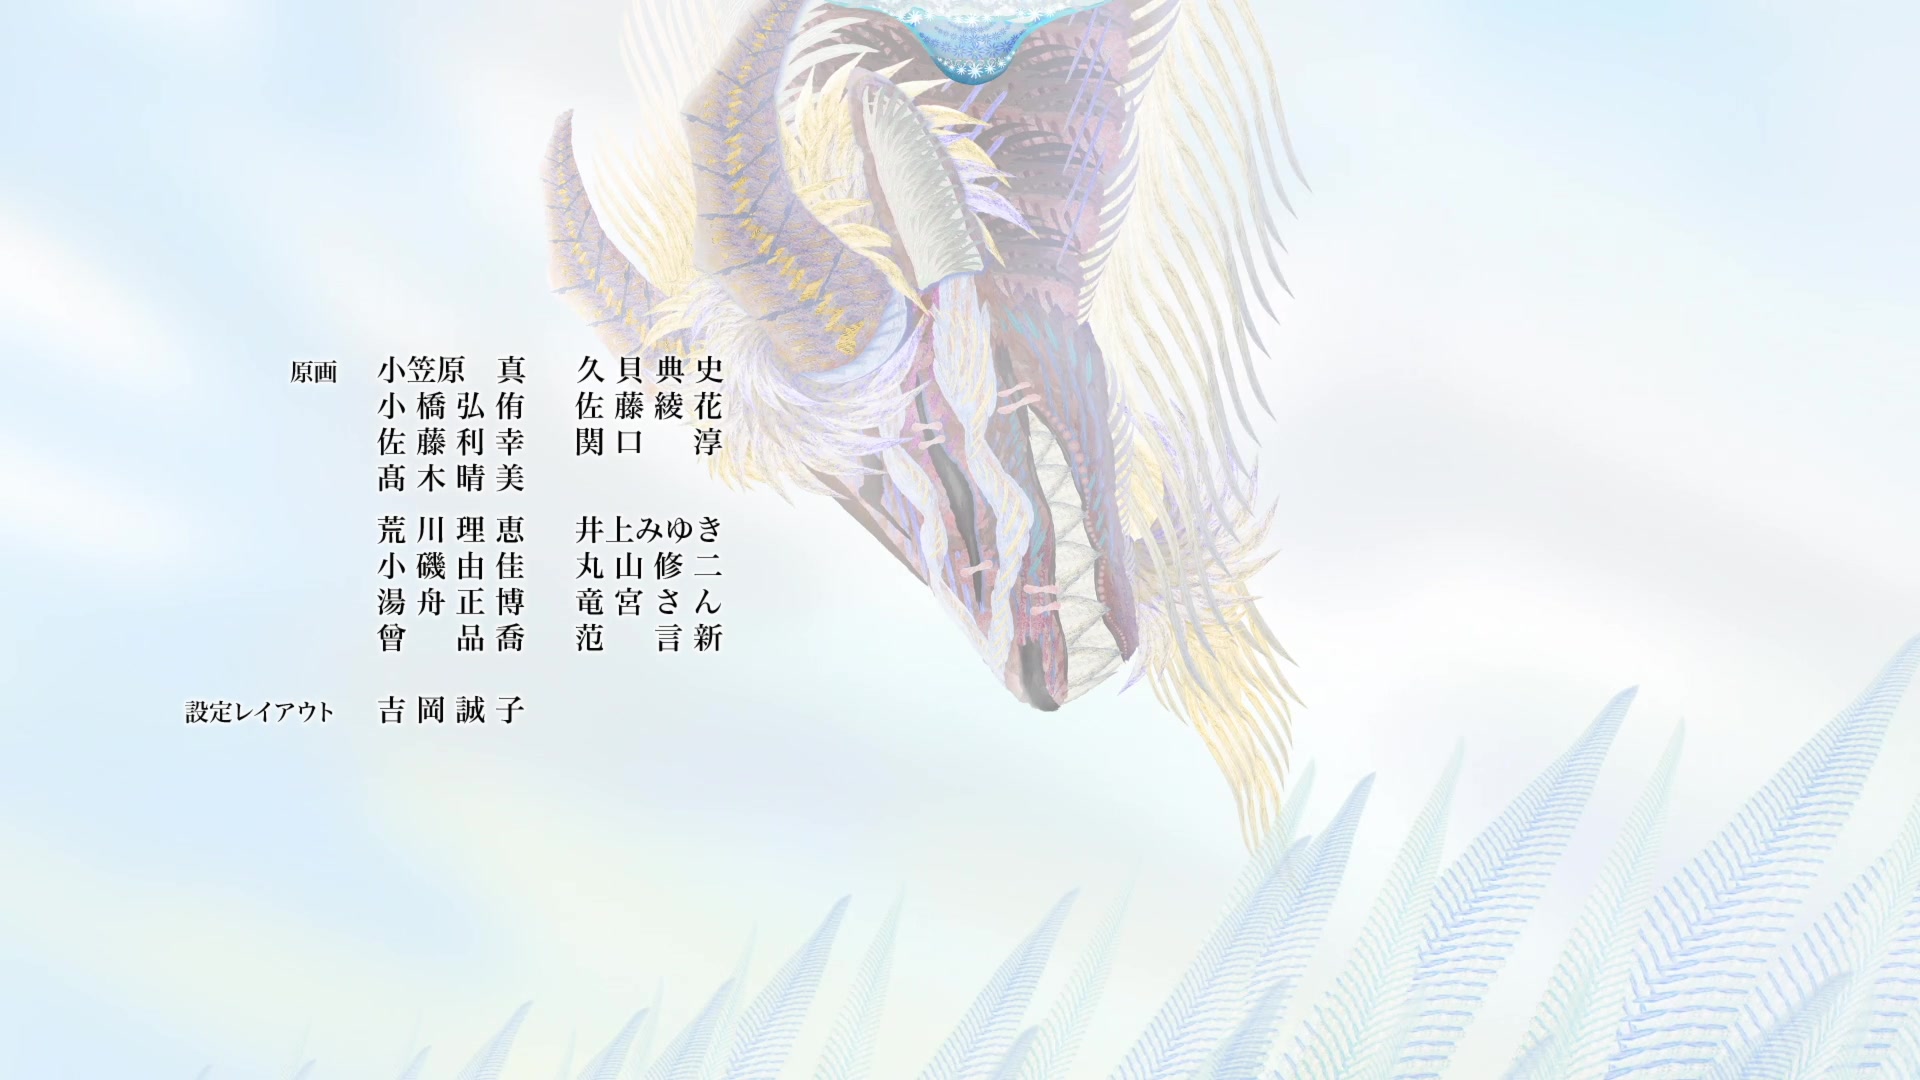 原画 小笠原 真 久貝典史
小橋弘侑 佐藤綾花
佐藤利幸 関口 淳
髙木晴美
荒川理恵 井上みゆき
小磯由佳 丸山修二
湯舟正博 竜宮さん
曾 品喬 范 言新
設定レイアウト 吉岡誠子